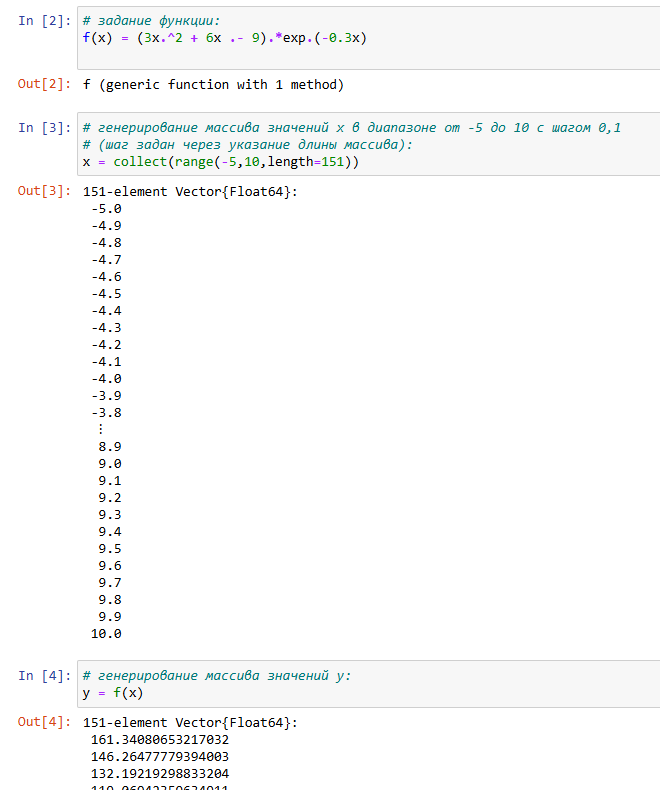 In [2]: # задание функции:
f(x) = (3x.^2 + 6x .- 9).*exp.(-0.3x)
Out[2]: f (generic function with 1 method)
In [3]: # генерирование массива значений x в диапазоне от -5 до 10 с шагом 0,1
# (шаг задан через указание длины массива):
x = collect(range(-5,10,length=151))
Out[3]: 151-element Vector{Float64}:
-5.0
-4.9
-4.8
-4.7
-4.6
-4.5
-4.4
-4.3
-4.2
-4.1
-4.0
-3.9
-3.8
⋮
8.9
9.0
9.1
9.2
9.3
9.4
9.5
9.6
9.7
9.8
9.9
10.0
In [4]: # генерирование массива значений y:
y = f(x)
Out[4]: 151-element Vector{Float64}:
161.34080653217032
146.26477779394003
132.19219298833204